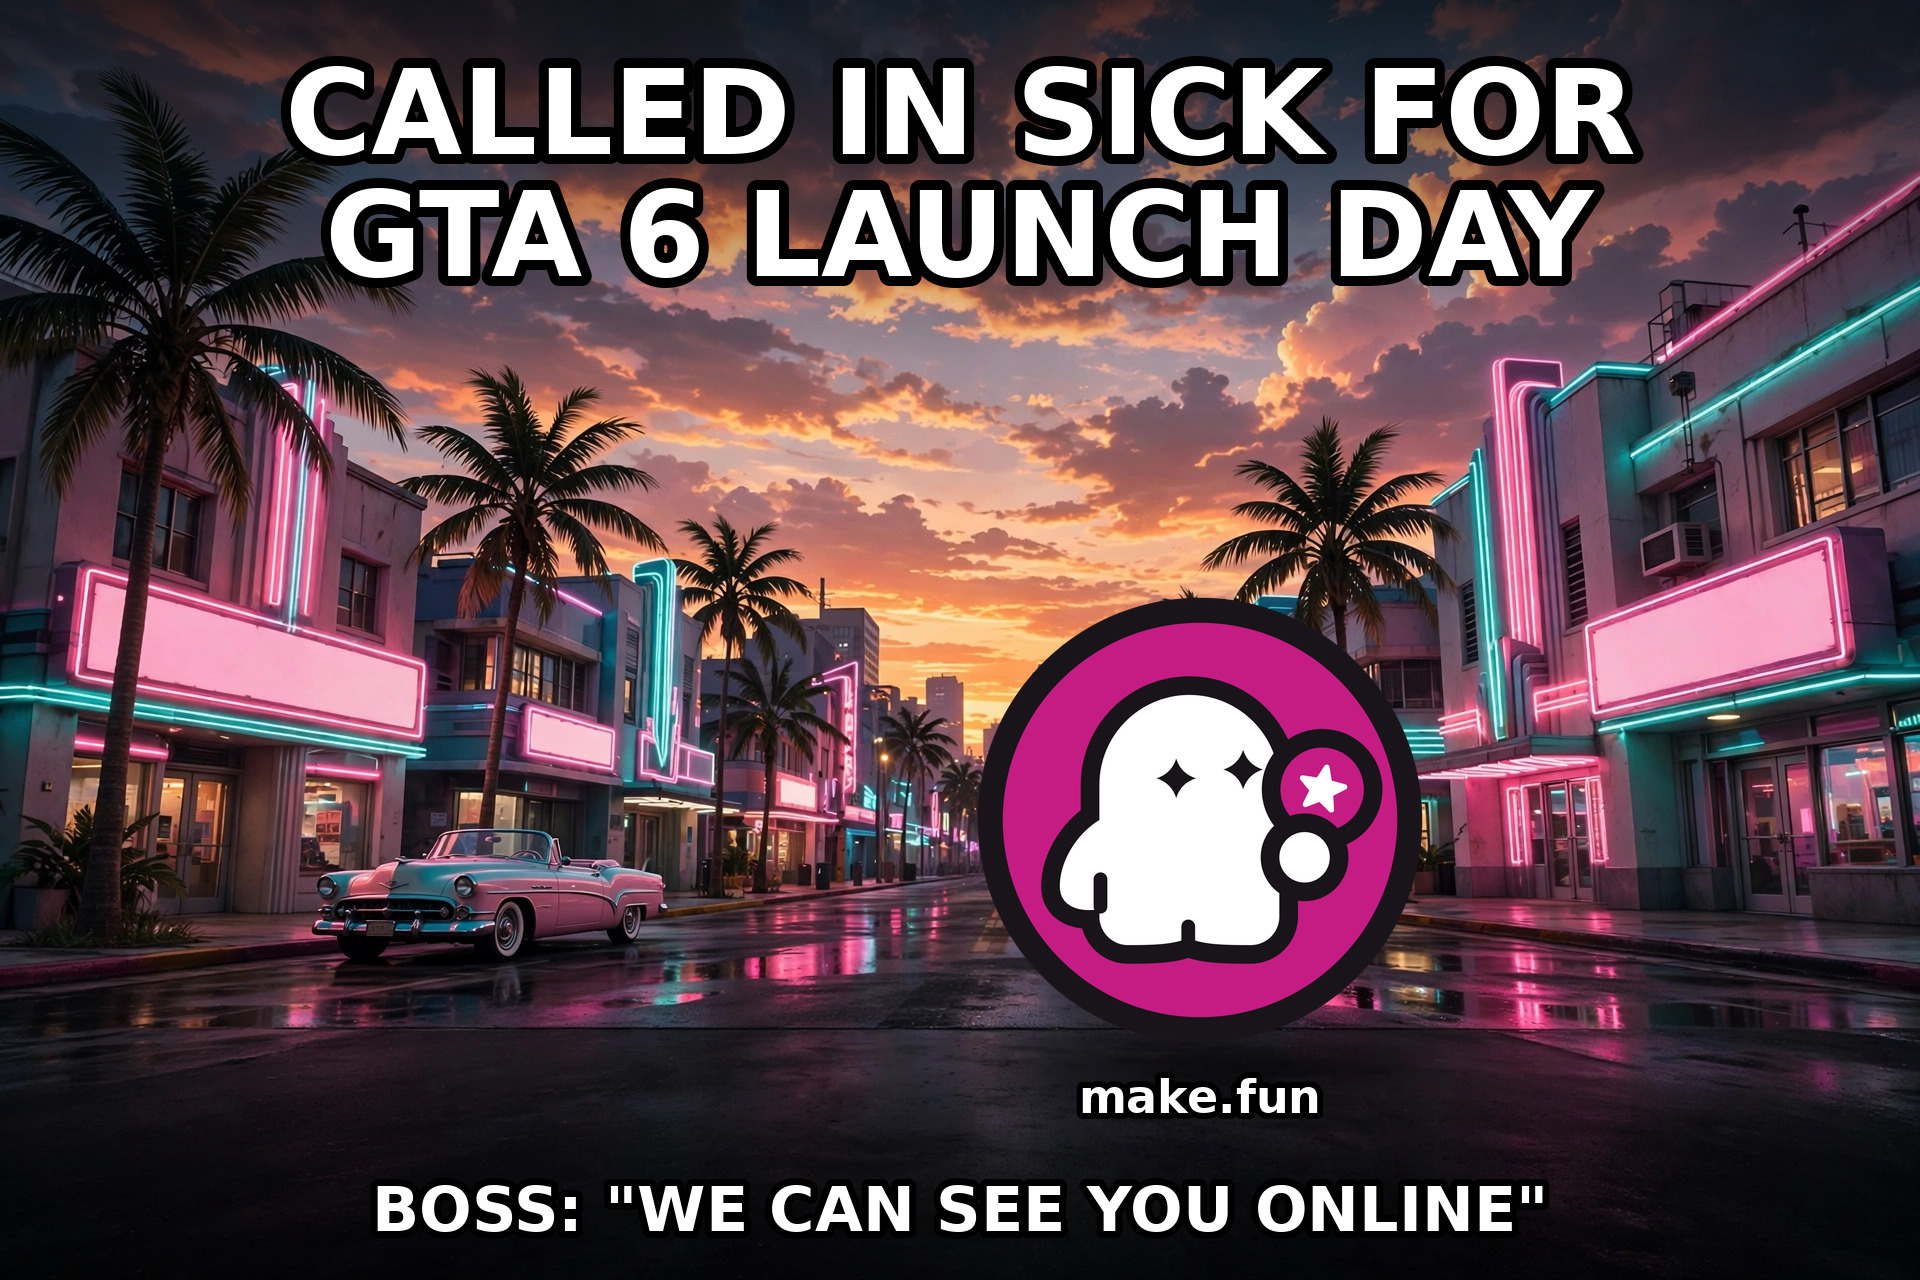 CALLED IN SICK FOR
GTA 6 LAUNCH DAY
make.fun
BOSS: "WE CAN SEE YOU ONLINE"